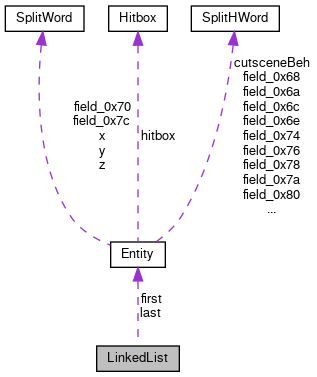 SplitWord
Hitbox
SplitHWord
field_0x70
field_0x7c
x
y
z
hitbox
cutsceneBeh
field_0x68
field_0x6a
field_0x6c
field_0x6e
field_0x74
field_0x76
field_0x78
field_0x7a
field_0x80
...
Entity
first
last
LinkedList